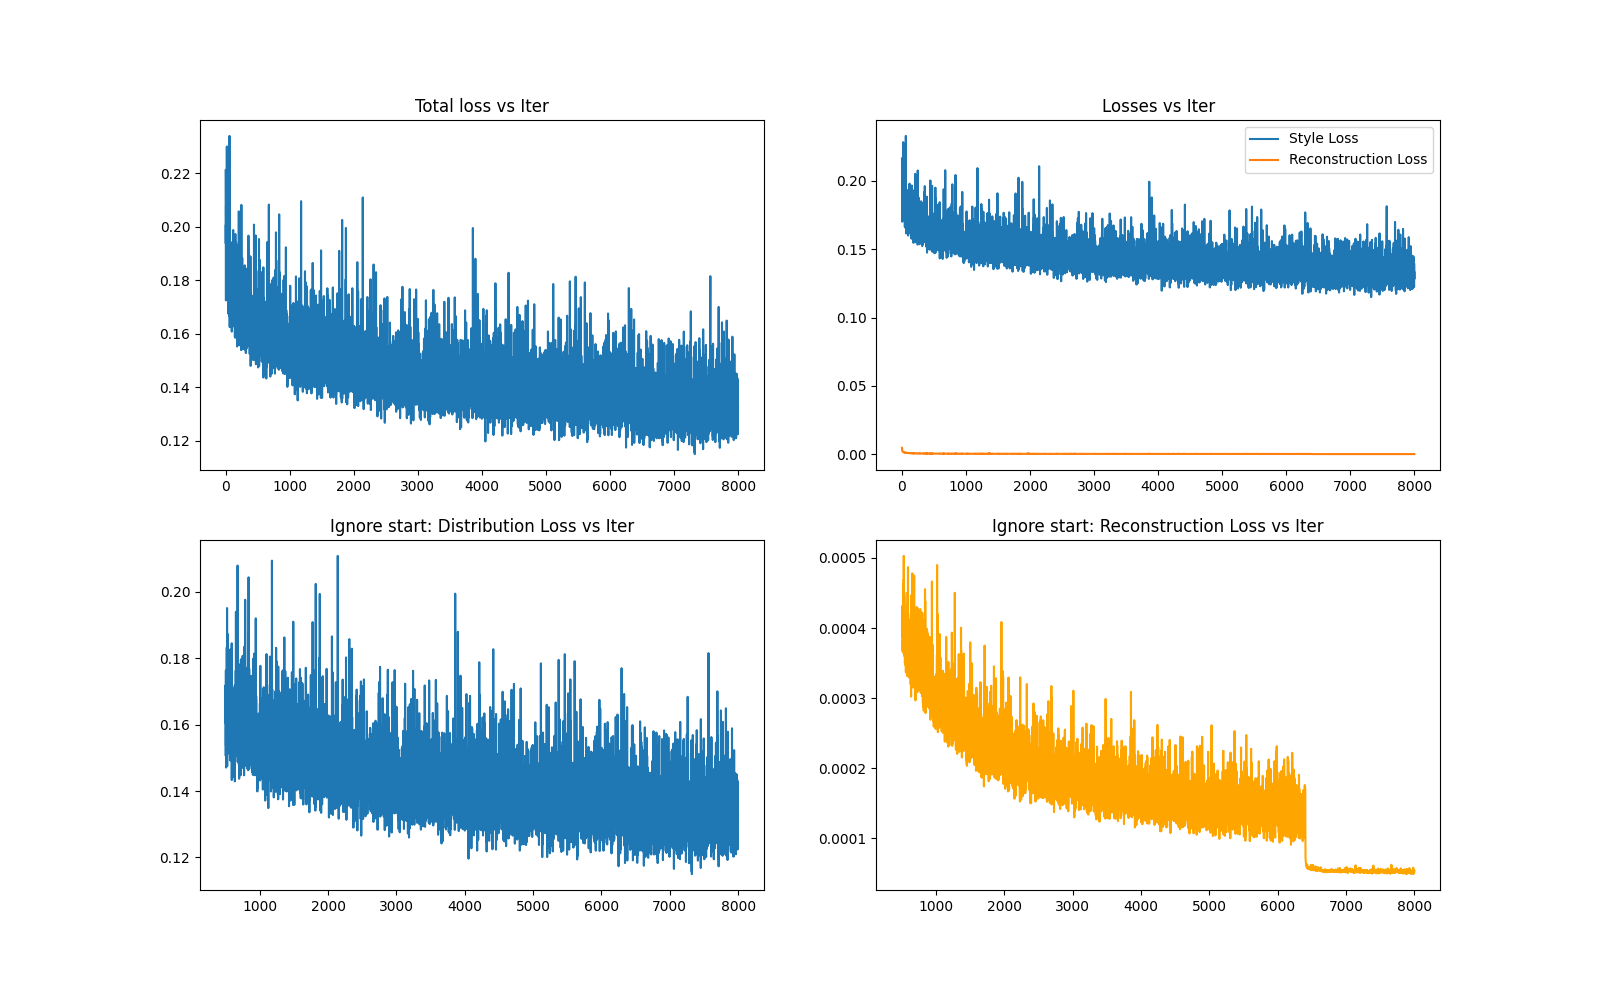 Total loss vs Iter
0.22
0.20
0.18
0.16
0.14
0.12
0 1000 2000 3000 4000 5000 6000 7000 8000
Losses vs Iter
Style Loss
Reconstruction Loss
0.20
0.15
0.10
0.05
0.00
0 1000 2000 3000 4000 5000 6000 7000 8000
Ignore start: Distribution Loss vs Iter
0.20
0.18
0.16
0.14
0.12
1000 2000 3000 4000 5000 6000 7000 8000
Ignore start: Reconstruction Loss vs Iter
0.0005
0.0004
0.0003
0.0002
0.0001
1000 2000 3000 4000 5000 6000 7000 8000